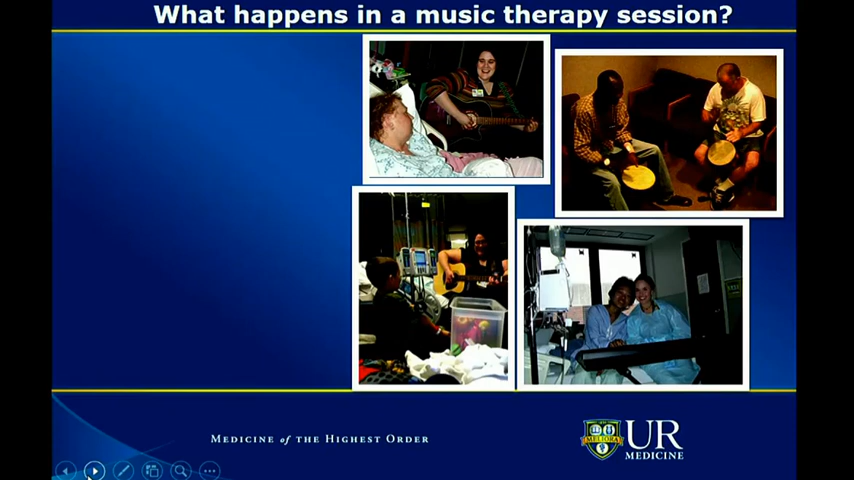 What happens in a music therapy session?
MEDICINE of THE HIGHEST ORDER
MELIORA
UR
MEDICINE